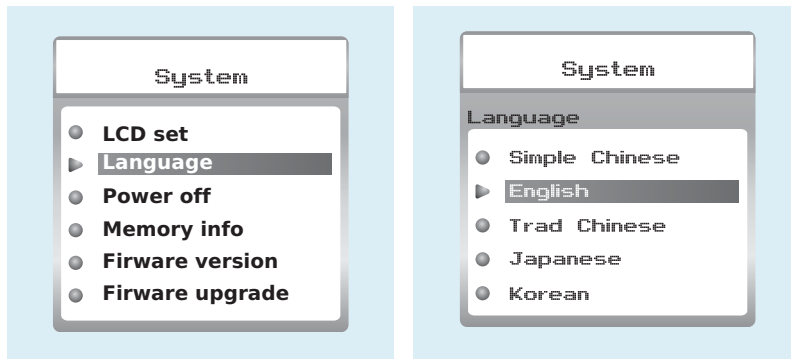 System
LCD set
Language
Power off
Memory info
Firware version
Firware upgrade
System
Language
Simple Chinese
English
Trad Chinese
Japanese
Korean